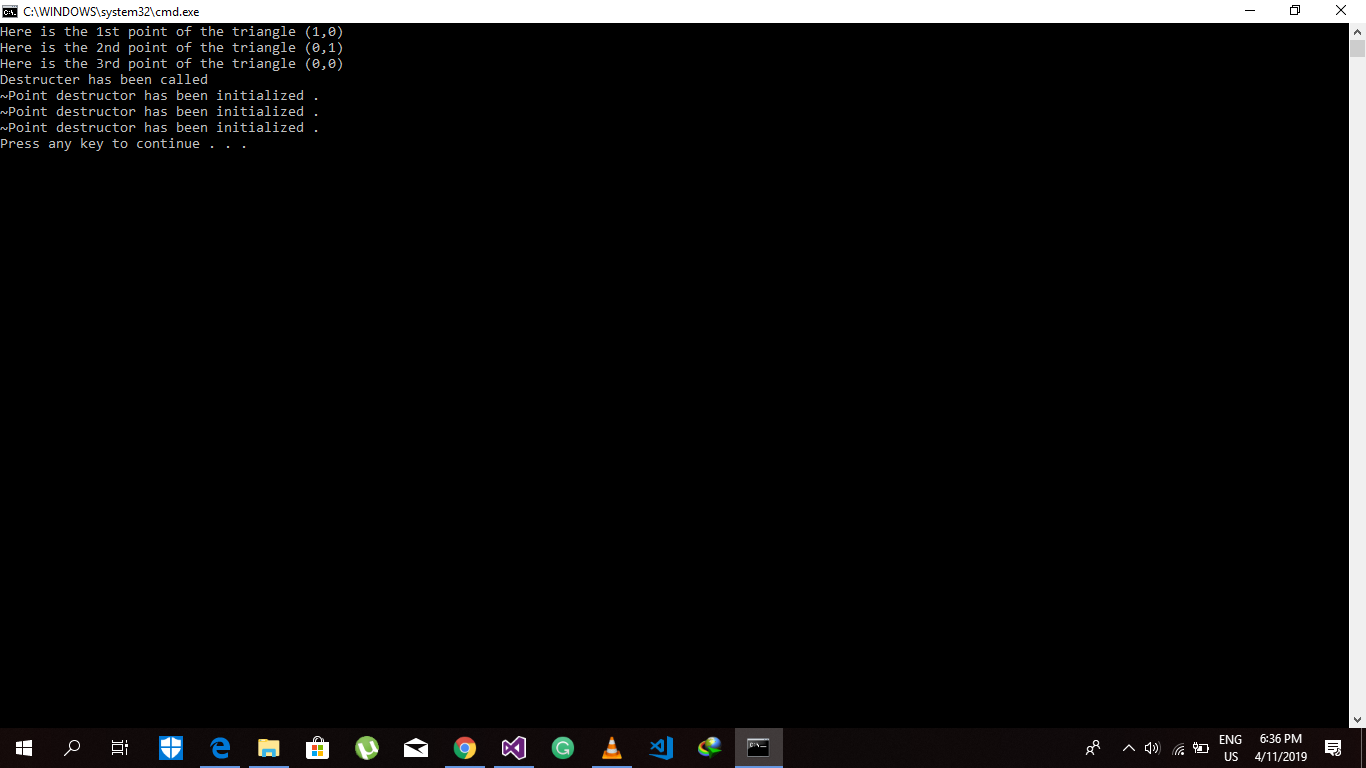 C:\WINDOWS\system32\cmd.exe
Here is the 1st point of the triangle (1,0)
Here is the 2nd point of the triangle (0,1)
Here is the 3rd point of the triangle (0,0)
Destructer has been called
~Point destructor has been initialized .
~Point destructor has been initialized .
~Point destructor has been initialized .
Press any key to continue . . .
ENG 6:36 PM
US 4/11/2019